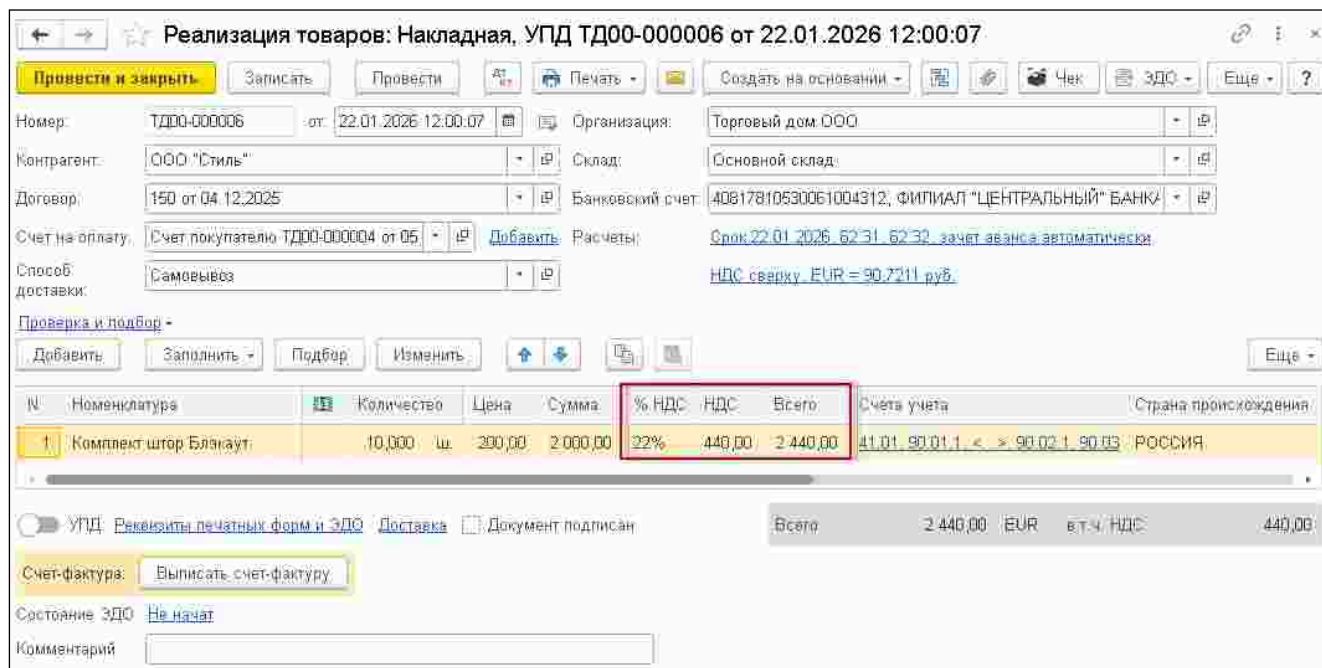 Реализация товаров: Накладная, УПД ТД00-000006 от 22.01.2026 12:00:07
Провести и закрыть Записать Провести Дт Кт Печать Создать на основании Чек ЭДО Еще ?
Номер: ТД00-000006 от: 22.01.2026 12:00:07 Организация: Торговый дом ООО
Контрагент: ООО "Стиль" Склад: Основной склад
Договор: 150 от 04.12.2025 Банковский счет: 40817810530061004312, ФИЛИАЛ "ЦЕНТРАЛЬНЫЙ" БАНКА
Счет на оплату: Счет покупателю ТД00-000004 от 05. Добавить Расчеты: Срок 22.01.2026, 62.31, 62.32, зачет аванса автоматически
Способ доставки: Самовывоз НДС сверху, EUR = 90,7211 руб.
Проверка и подбор
Добавить Заполнить Подбор Изменить Еще
N Номенклатура Количество Цена Сумма % НДС НДС Всего Счета учета Страна происхождения
1 Комплект штор Блэкаут 10,000 ш 200,00 2 000,00 22% 440,00 2 440,00 41.01, 90.01.1, <...>, 90.02.1, 90.03 РОССИЯ
УПД Реквизиты печатных форм и ЭДО Доставка Документ подписан Всего 2 440,00 EUR в т.ч. НДС 440,00
Счет-фактура: Выписать счет-фактуру
Состояние ЭДО Не начат
Комментарий